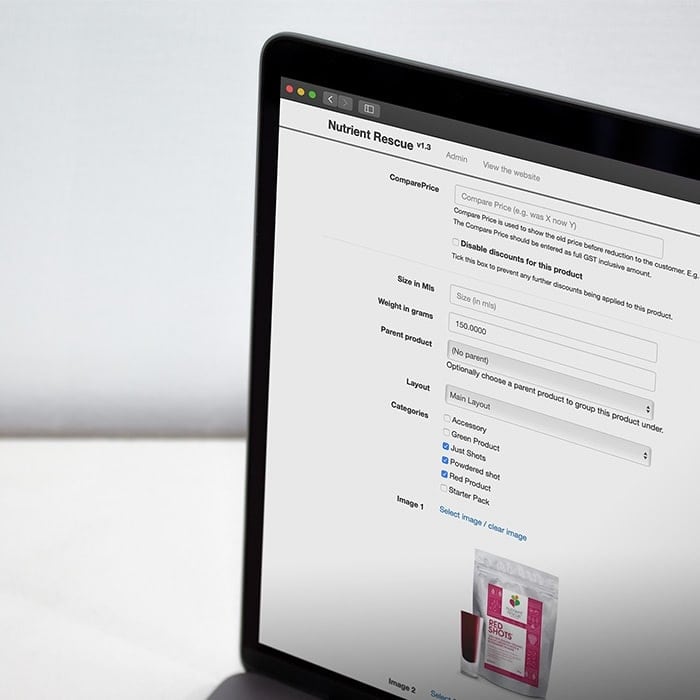 Nutrient Rescue v1.3
Admin
View the website
ComparePrice
Compare Price (e.g. was X now Y)
Compare Price is used to show the old price before reduction to the customer. E.g.
The Compare Price should be entered as full GST inclusive amount.
Disable discounts for this product
Tick this box to prevent any further discounts being applied to this product.
Size in Mls
Size (in mls)
Weight in grams
150.0000
Parent product
(No parent)
Optionally choose a parent product to group this product under.
Layout
Main Layout
Categories
Accessory
Green Product
Just Shots
Powdered shot
Red Product
Starter Pack
Image 1
Select image / clear image
RED
SHOTS
Image 2
Select